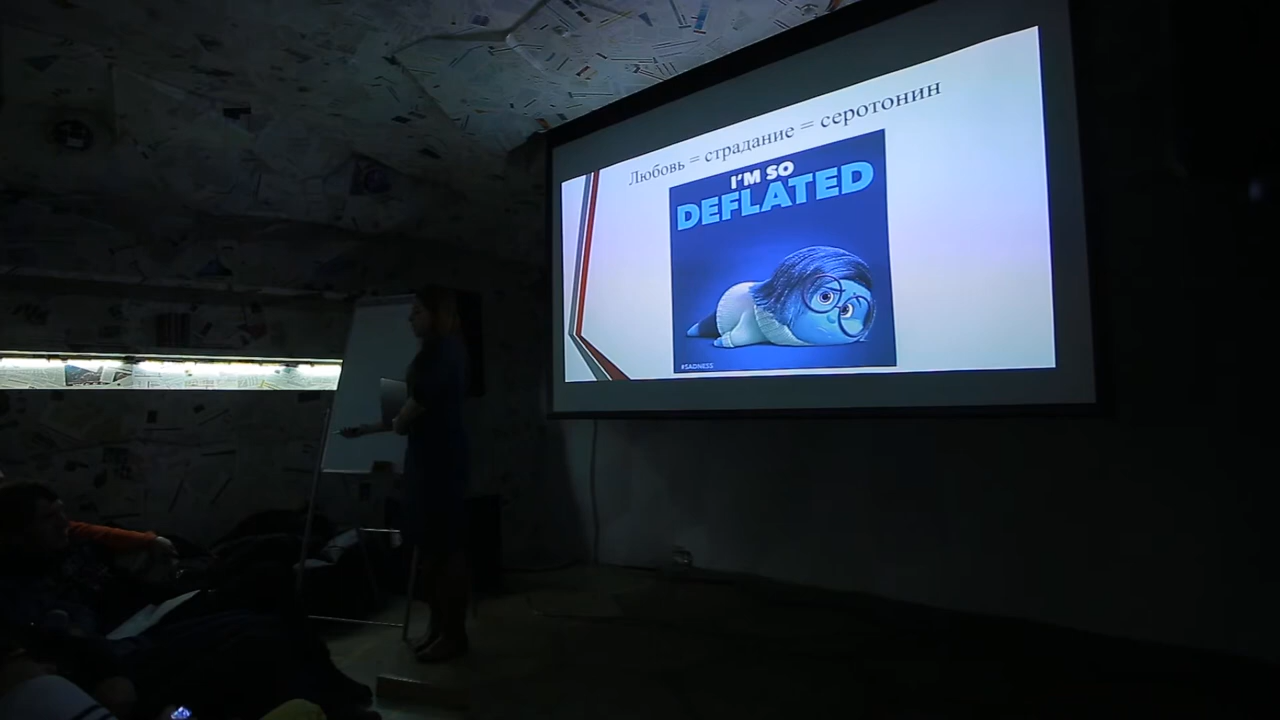 Любовь = страдание = серотонин
I'M SO
DEFLATED
#SADNESS